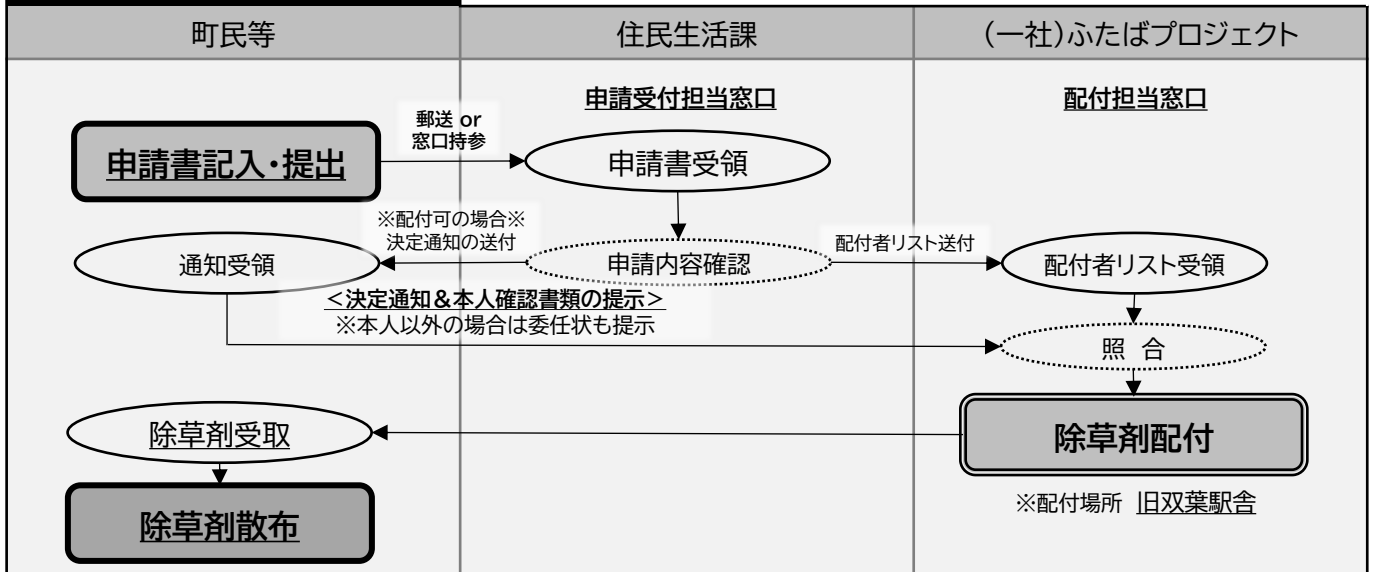 町民等
住民生活課
(一社)ふたばプロジェクト
申請受付担当窓口
配付担当窓口
郵送 or
窓口持参
申請書記入・提出
申請書受領
※配付可の場合※
決定通知の送付
配付者リスト送付
通知受領
申請内容確認
配付者リスト受領
<決定通知&本人確認書類の提示>
※本人以外の場合は委任状も提示
照 合
除草剤受取
除草剤配付
※配付場所 旧双葉駅舎
除草剤散布